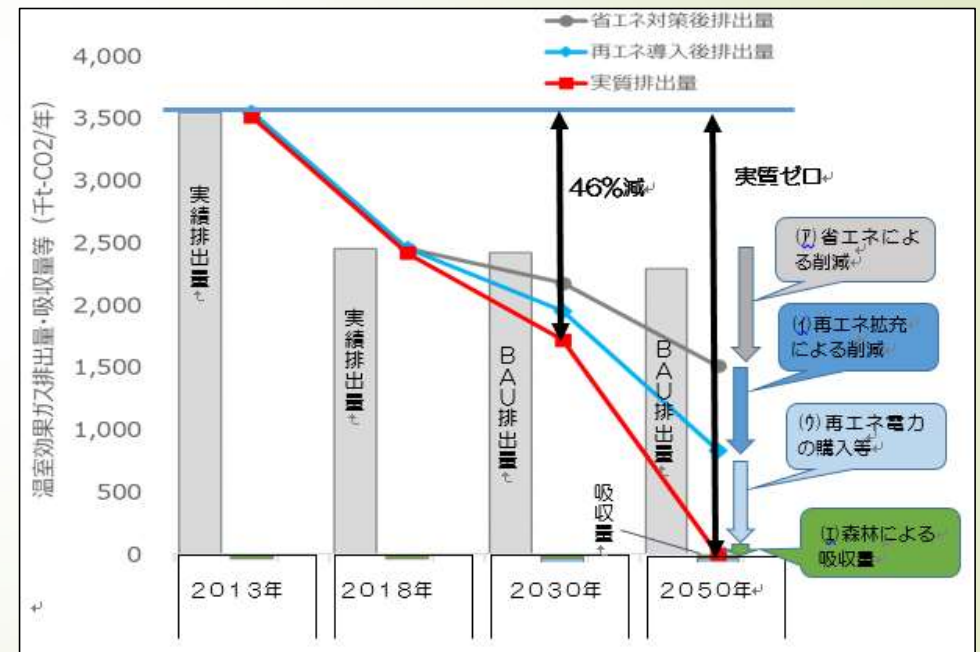 省エネ対策後排出量
再エネ導入後排出量
実質排出量
温室効果ガス排出量・吸収量等（千t-CO2/年）
4,000
3,500
3,000
2,500
2,000
1,500
1,000
500
0
実績排出量
実績排出量
BAU排出量
BAU排出量
46%減
実質ゼロ
吸収量
(ｱ)省エネによ
る削減
(ｲ)再エネ拡充
による削減
(ｳ)再エネ電力
の購入等
(ｴ)森林による
吸収量
2013年
2018年
2030年
2050年